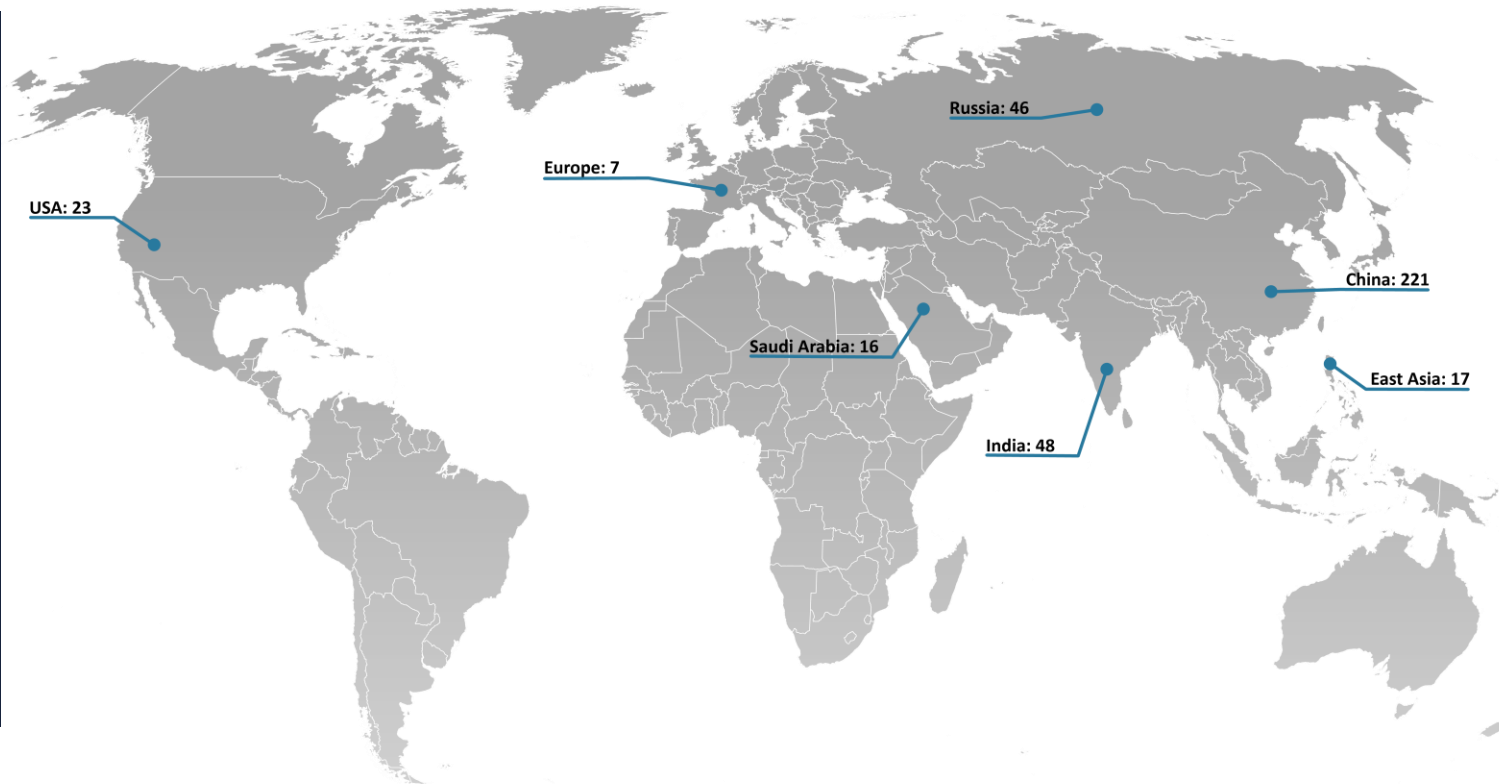 Russia: 46
Europe: 7
USA: 23
China: 221
Saudi Arabia: 16
East Asia: 17
India: 48